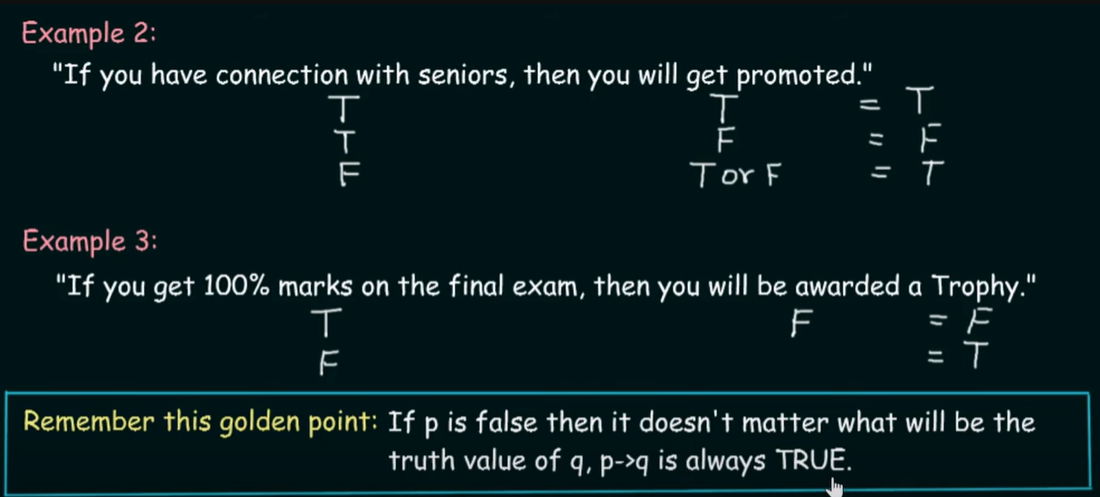 Example 2:
"If you have connection with seniors, then you will get promoted."
T T = T
T F = F
F T or F = T
Example 3:
"If you get 100% marks on the final exam, then you will be awarded a Trophy."
T F = F
F = T
Remember this golden point: If p is false then it doesn't matter what will be the
truth value of q, p->q is always TRUE.